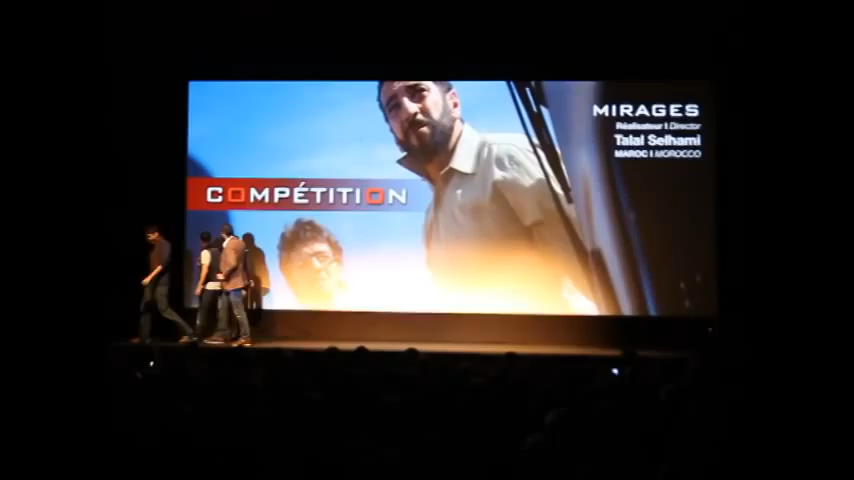 MIRAGES
Réalisateur I Director
Talal Selhami
MAROC I MOROCCO
COMPÉTITION